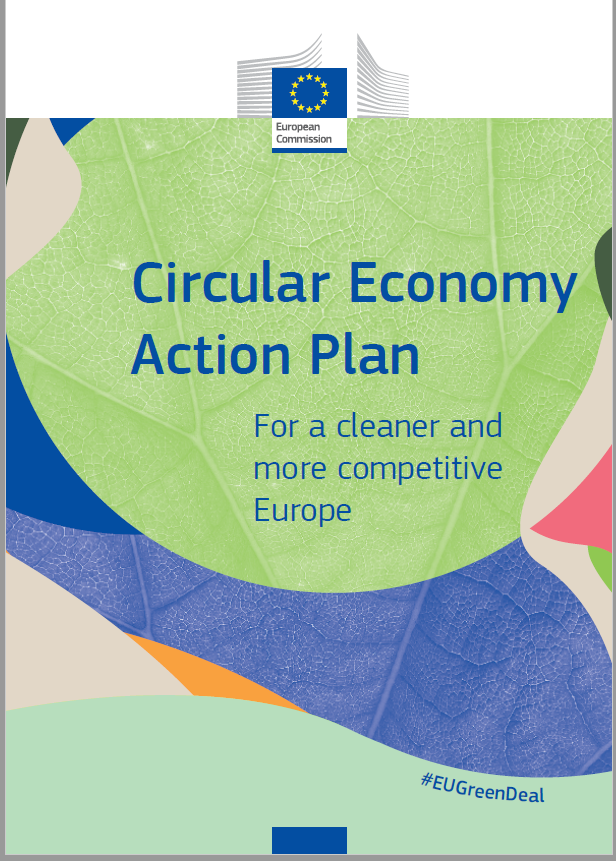 European
Commission
Circular Economy
Action Plan
For a cleaner and
more competitive
Europe
#EUGreenDeal